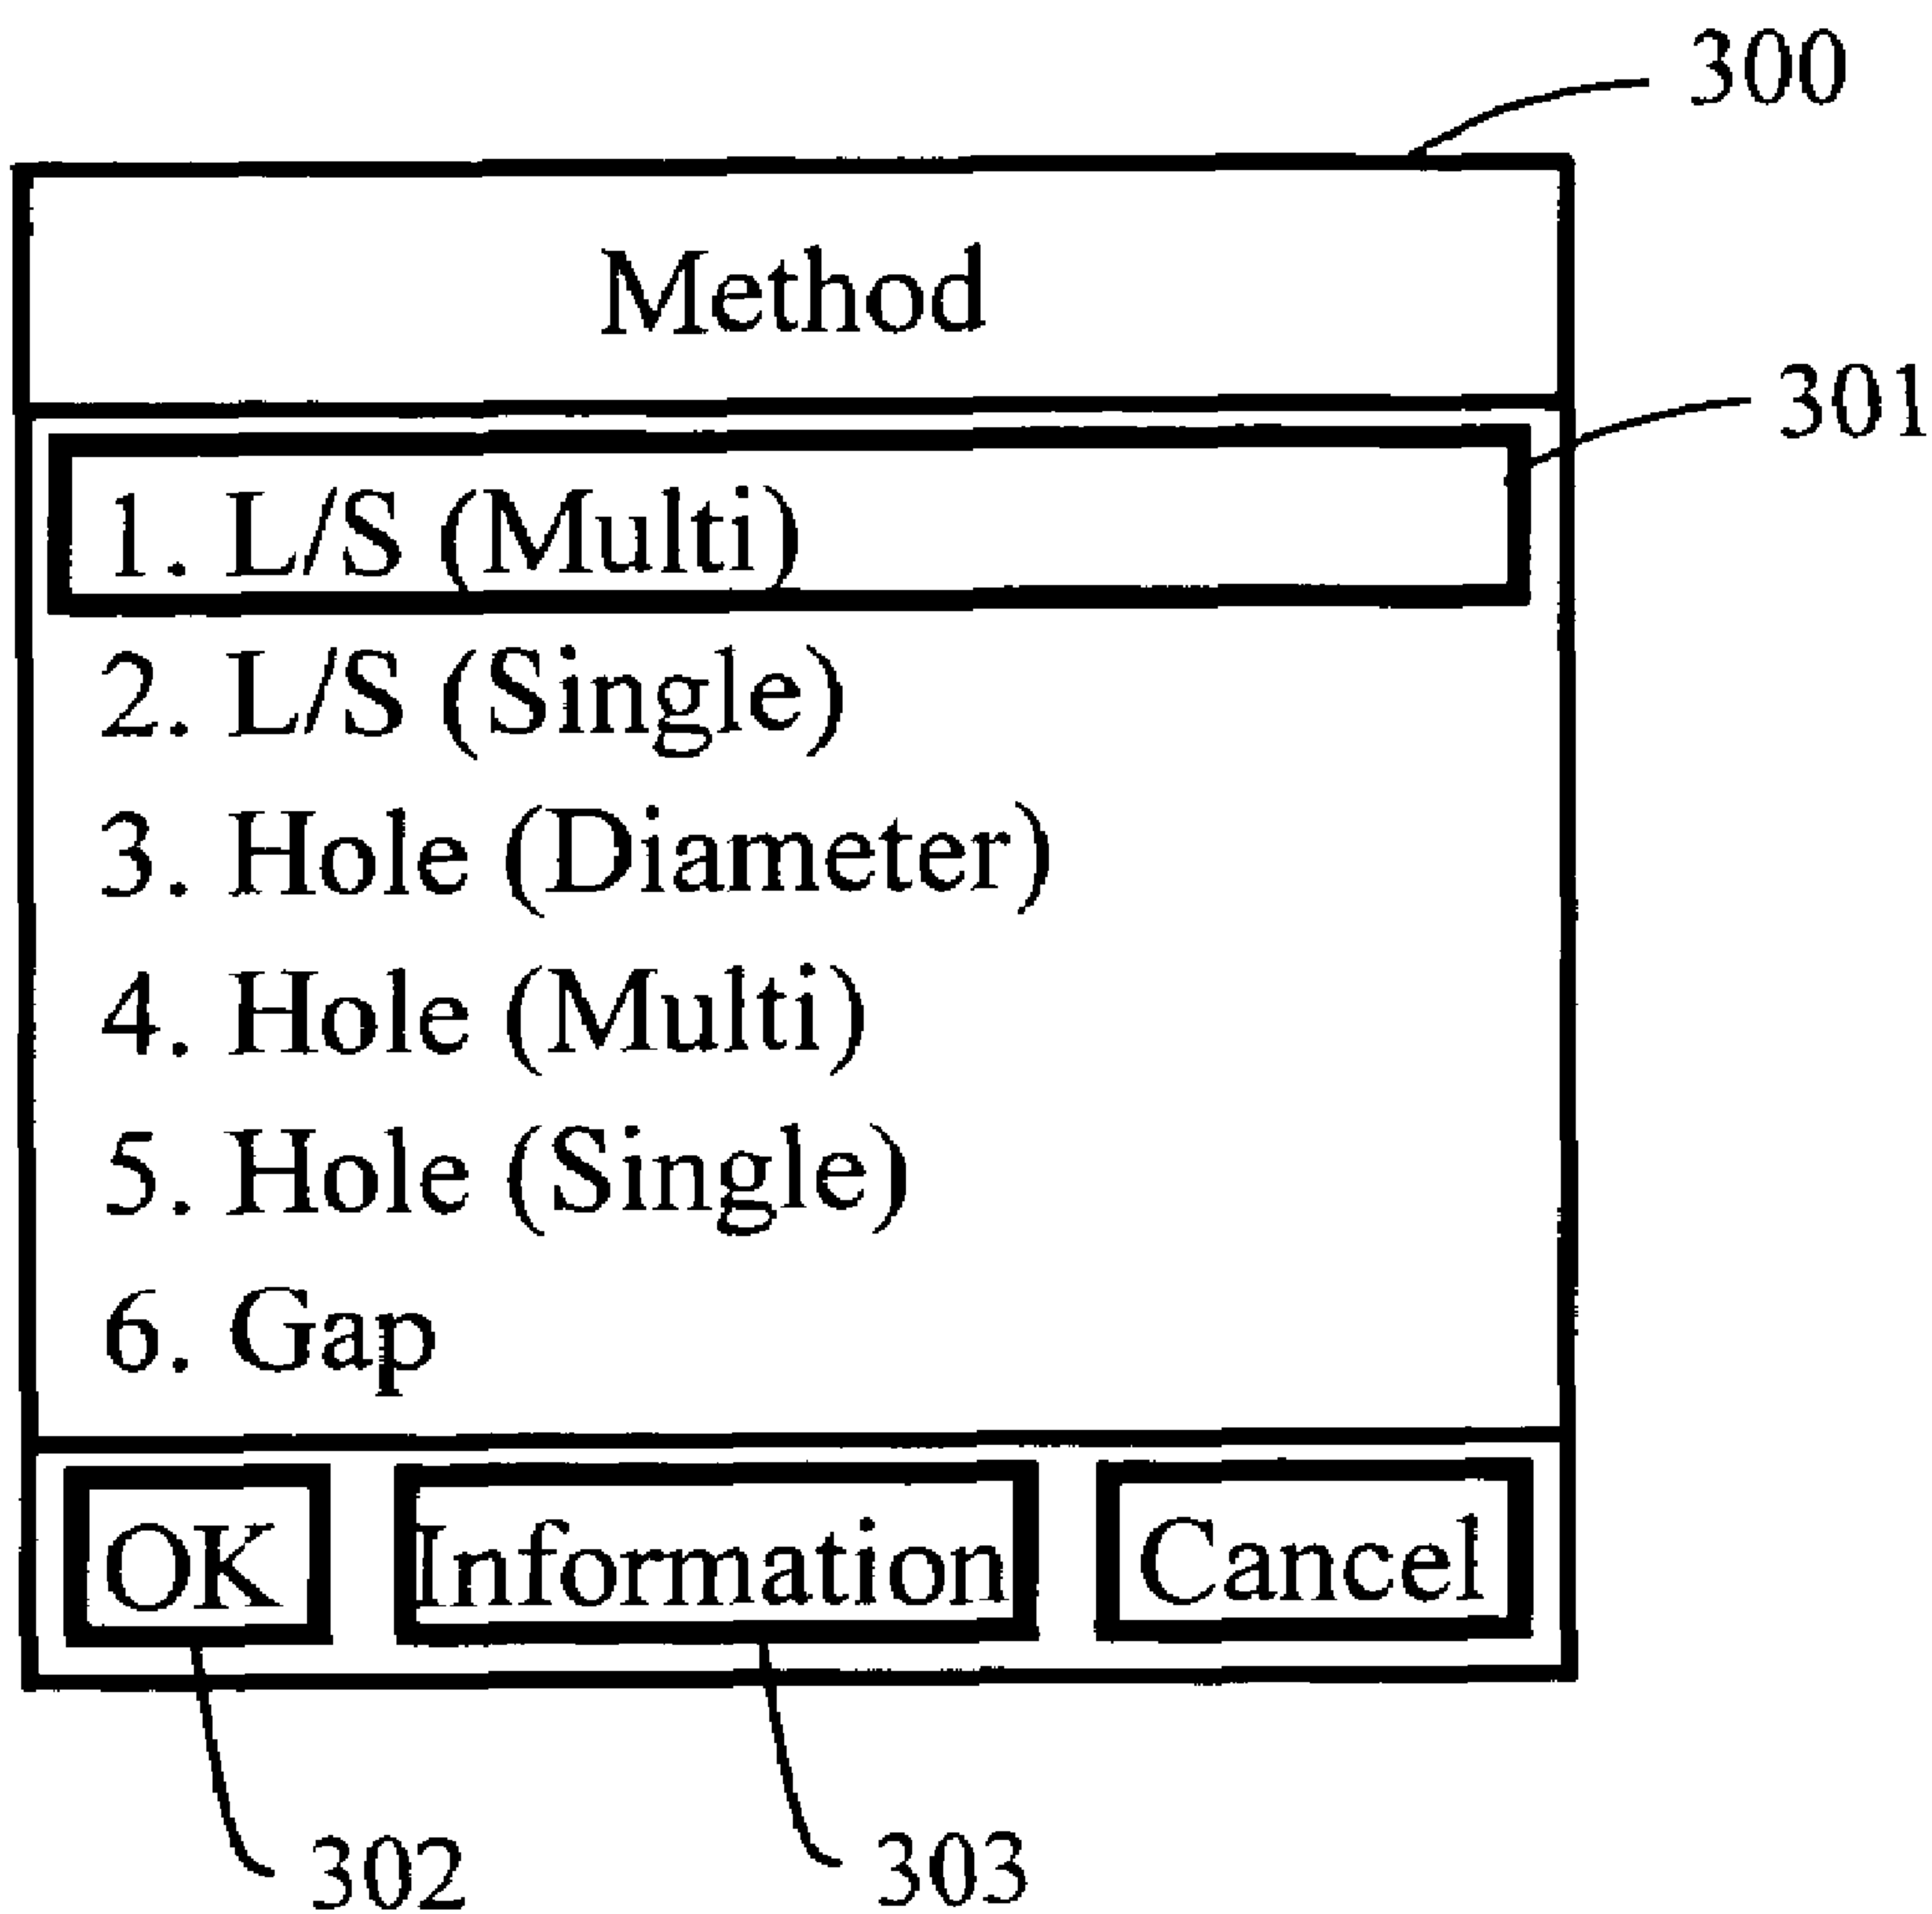 300
Method
301
1. L/S (Multi)
2. L/S (Single)
3. Hole (Diameter)
4. Hole (Multi)
5. Hole (Single)
6. Gap
OK Information Cancel
302 303